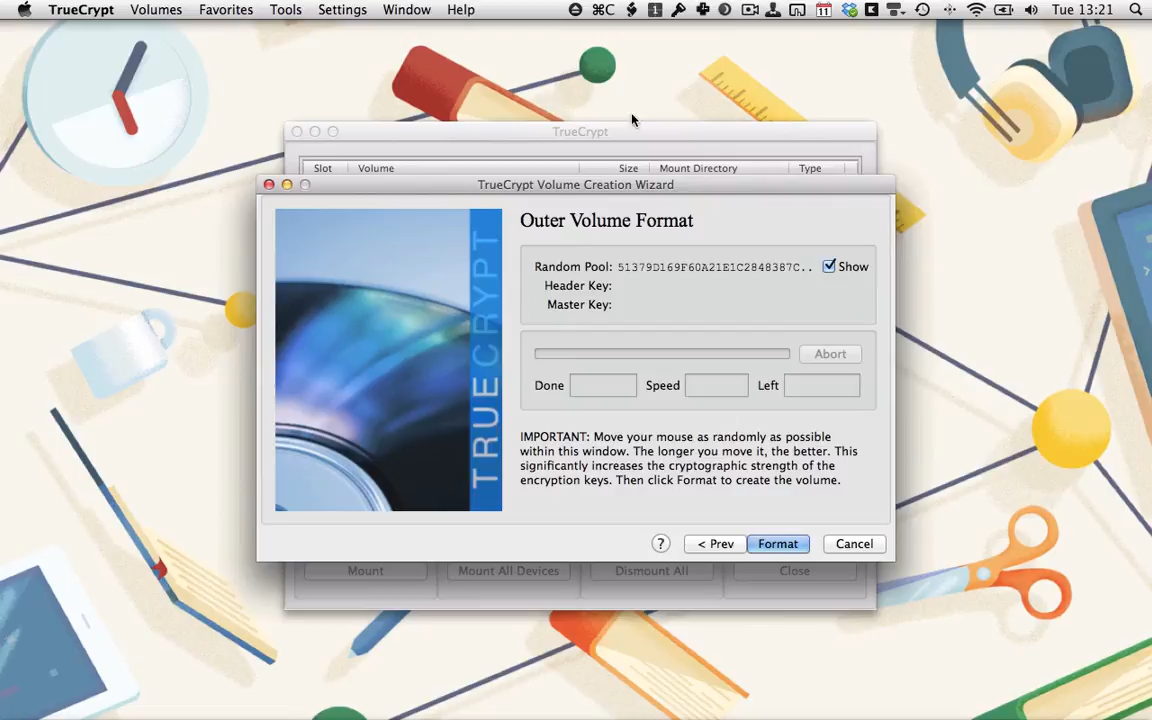 TrueCrypt Volumes Favorites Tools Settings Window Help ⌘C 1 11 Tue 13:21
TrueCrypt
Slot Volume Size Mount Directory Type
TrueCrypt Volume Creation Wizard
TRUECRYPT
Outer Volume Format
Random Pool: 51379D169F60A21E1C2848387C.. Show
Header Key:
Master Key:
Abort
Done Speed Left
IMPORTANT: Move your mouse as randomly as possible
within this window. The longer you move it, the better. This
significantly increases the cryptographic strength of the
encryption keys. Then click Format to create the volume.
? < Prev Format Cancel
Mount Mount All Devices Dismount All Close